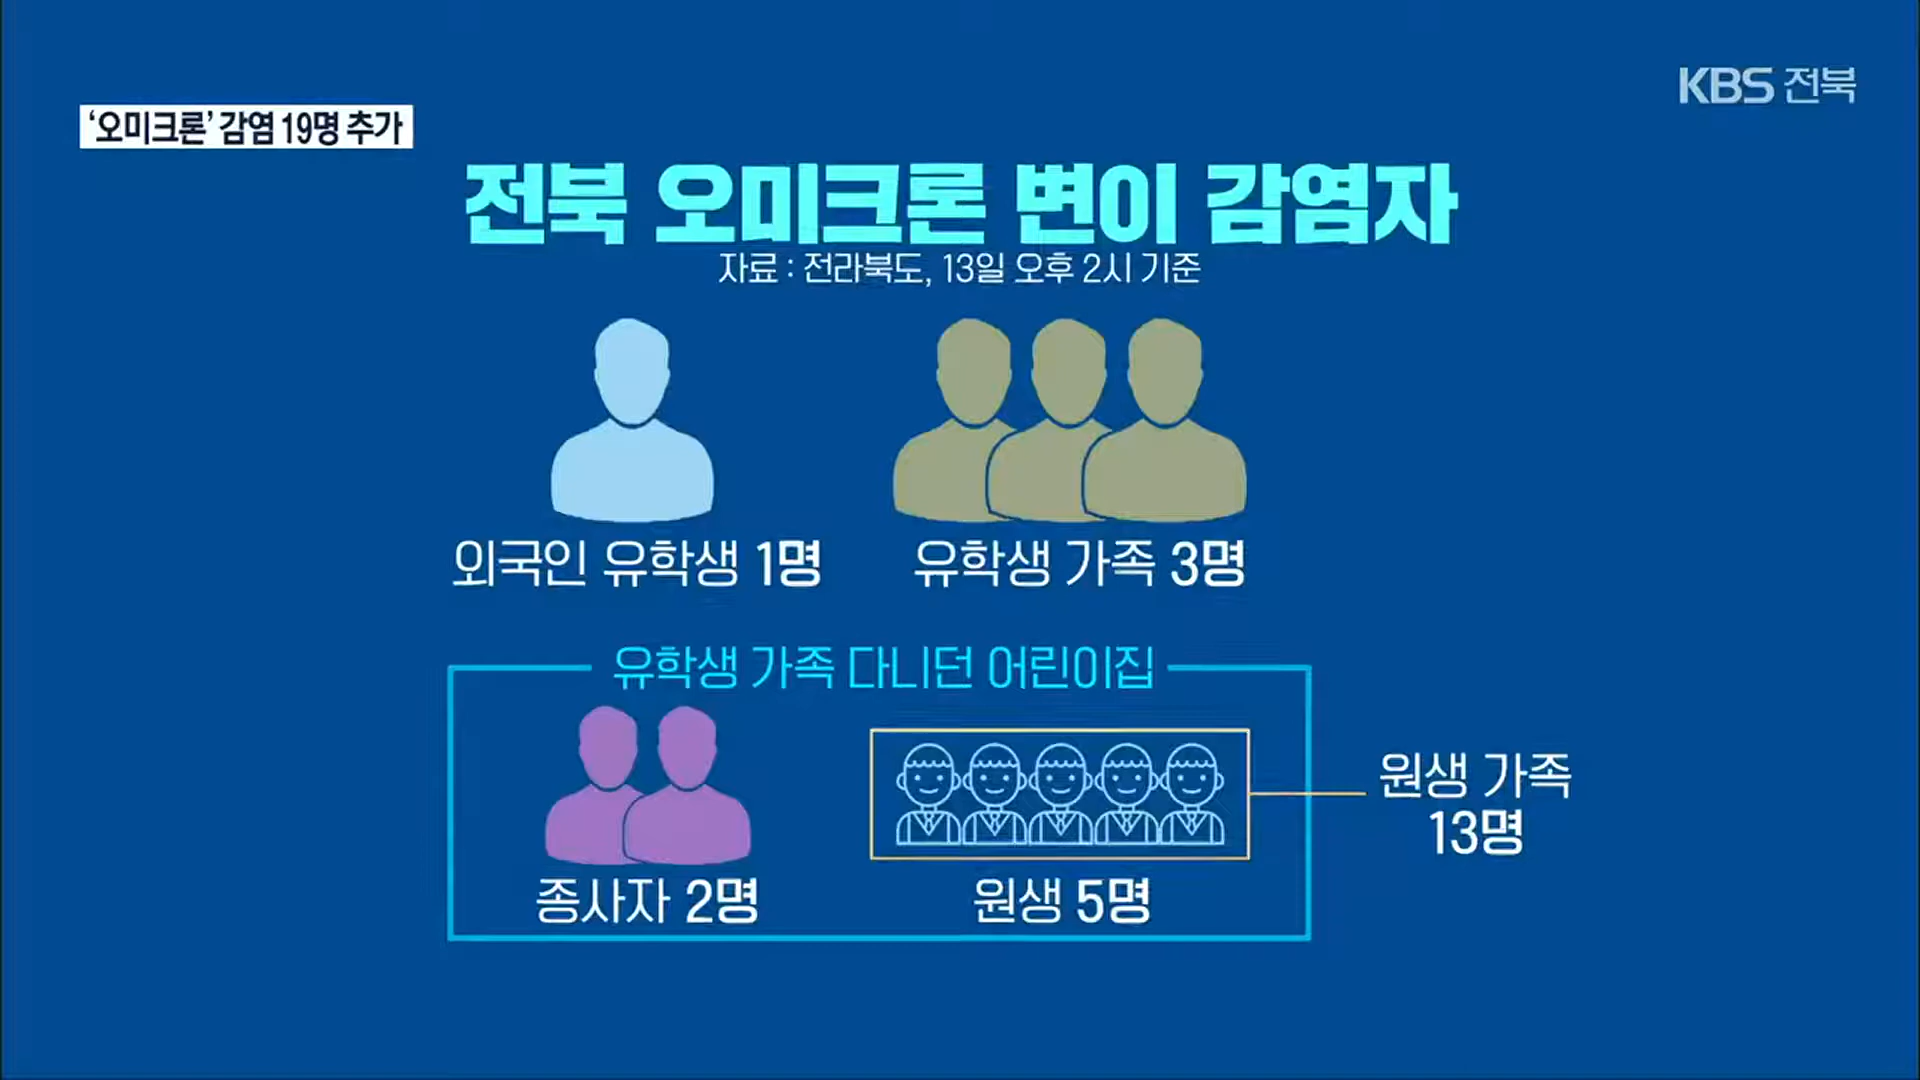 KBS 전북
‘오미크론’ 감염 19명 추가
전북 오미크론 변이 감염자
자료 : 전라북도, 13일 오후 2시 기준
외국인 유학생 1명
유학생 가족 3명
유학생 가족 다니던 어린이집
종사자 2명
원생 5명
원생 가족
13명